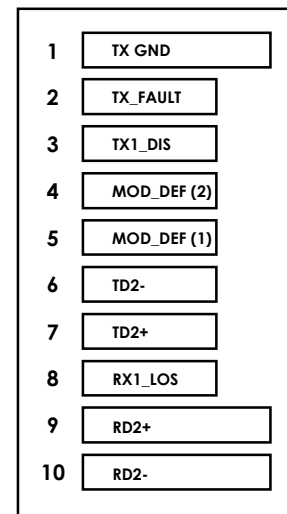 1 TX GND
2 TX_FAULT
3 TX1_DIS
4 MOD_DEF (2)
5 MOD_DEF (1)
6 TD2-
7 TD2+
8 RX1_LOS
9 RD2+
10 RD2-